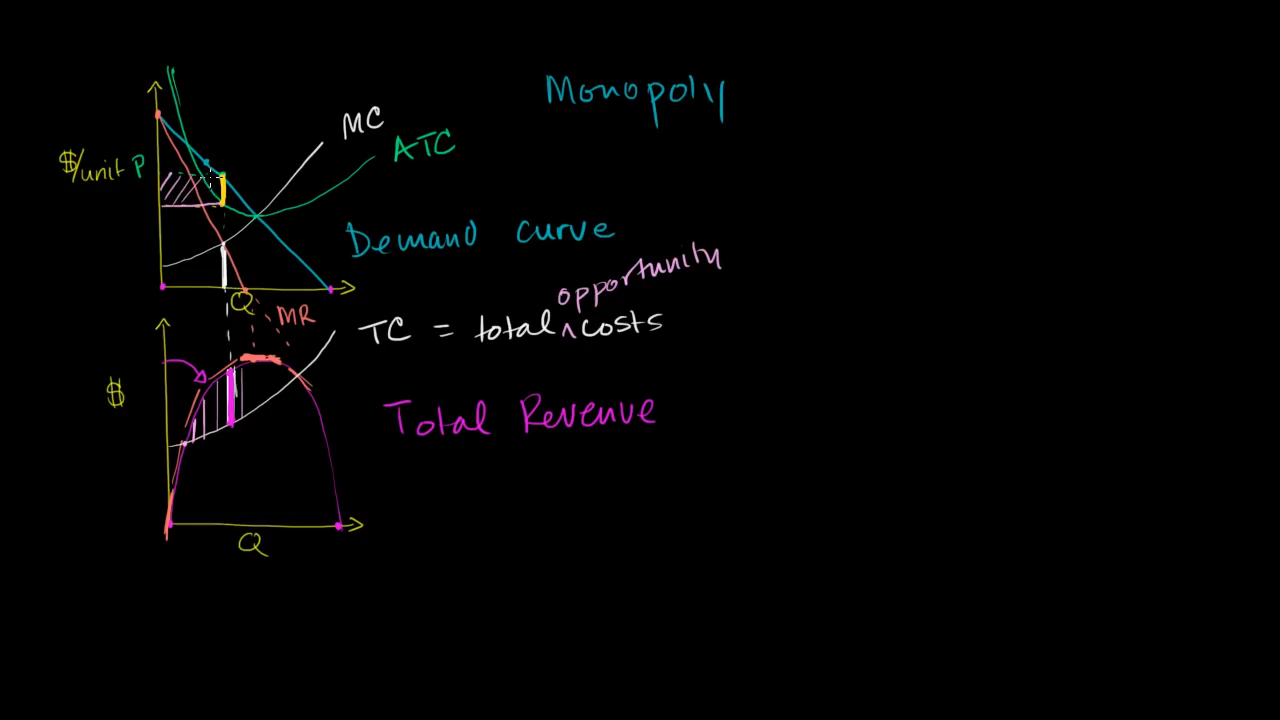 Monopoly
MC
ATC
$/unit P
Demand curve
opportunity
Q
MR
TC = total ^ costs
$
Total Revenue
Q